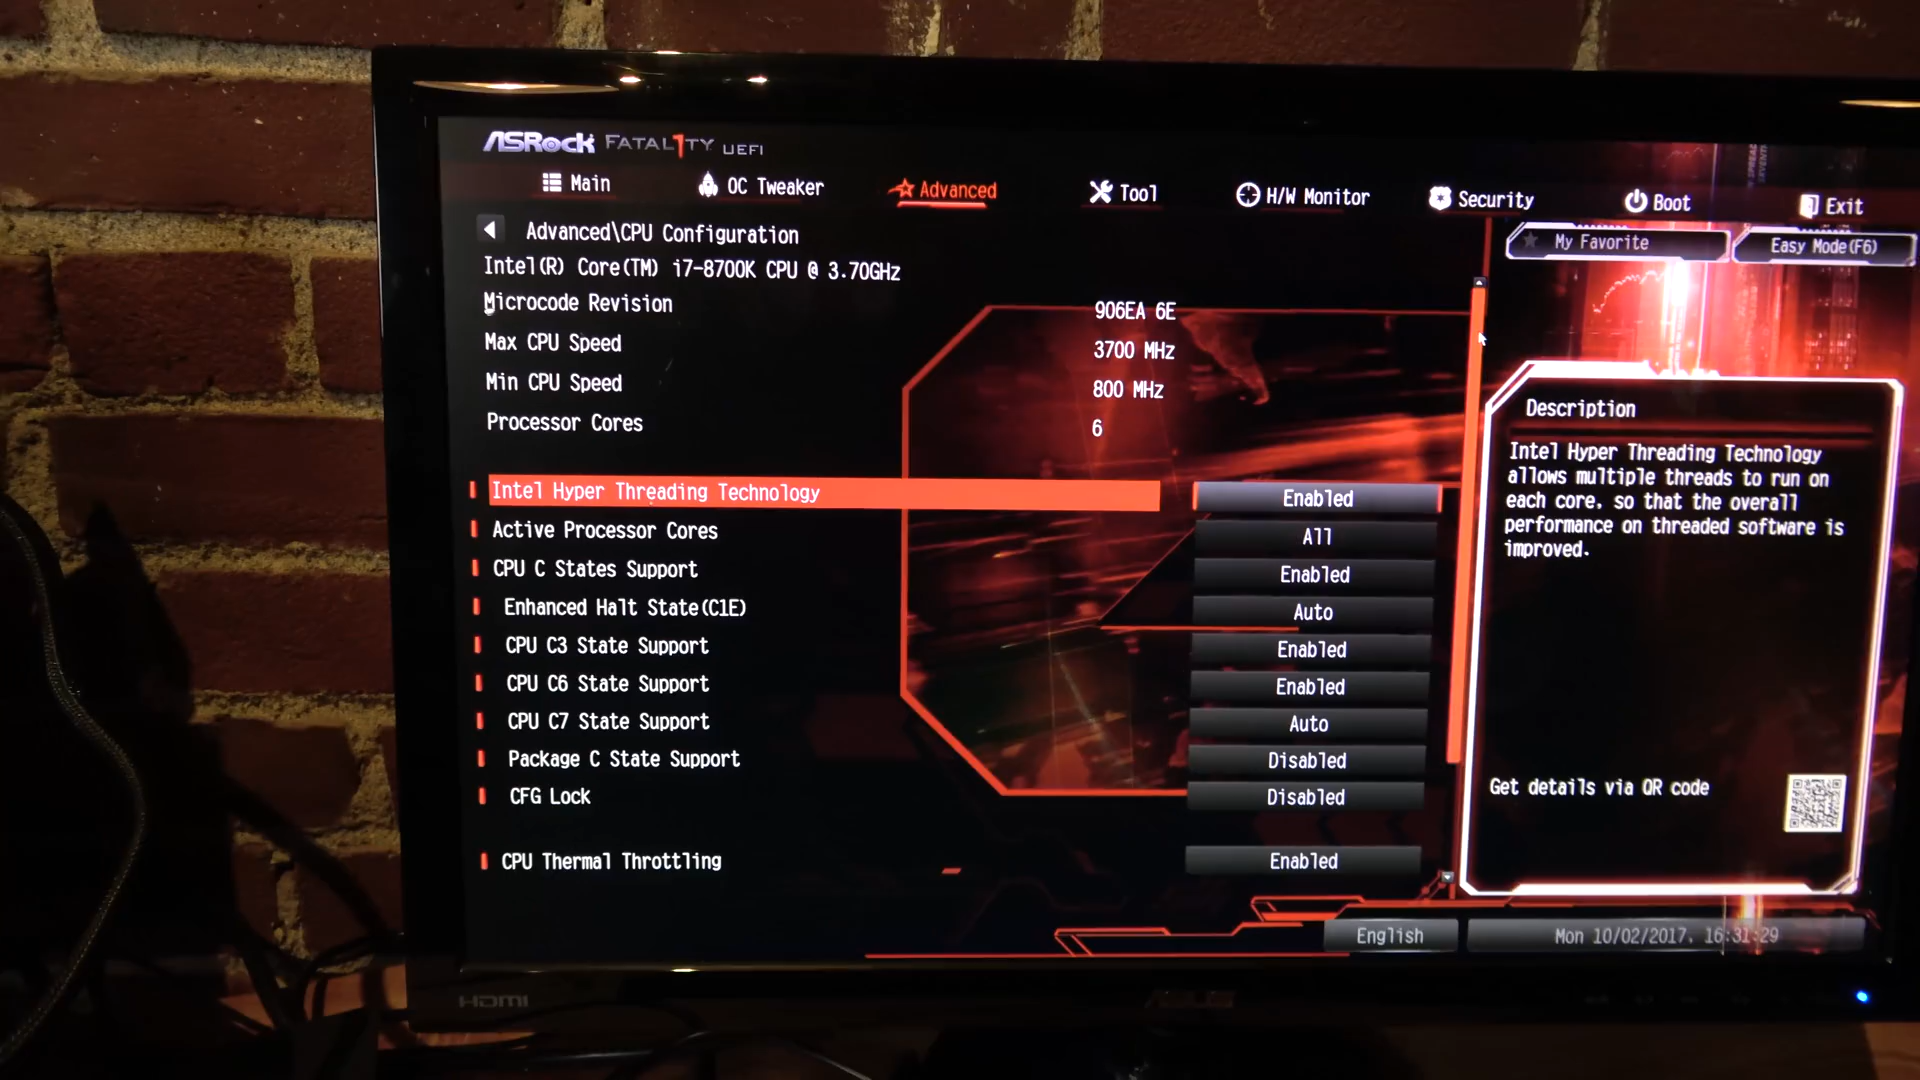 ASRock FATAL1TY UEFI
Main
OC Tweaker
Advanced
Tool
H/W Monitor
Security
Boot
Exit
My Favorite
Easy Mode(F6)
Advanced\CPU Configuration
Intel(R) Core(TM) i7-8700K CPU @ 3.70GHz
Microcode Revision 906EA 6E
Max CPU Speed 3700 MHz
Min CPU Speed 800 MHz
Processor Cores 6
Intel Hyper Threading Technology Enabled
Active Processor Cores All
CPU C States Support Enabled
Enhanced Halt State(C1E) Auto
CPU C3 State Support Enabled
CPU C6 State Support Enabled
CPU C7 State Support Auto
Package C State Support Disabled
CFG Lock Disabled
CPU Thermal Throttling Enabled
Description
Intel Hyper Threading Technology
allows multiple threads to run on
each core, so that the overall
performance on threaded software is
improved.
Get details via QR code
English
Mon 10/02/2017, 16:31:29
HDMI
ASUS